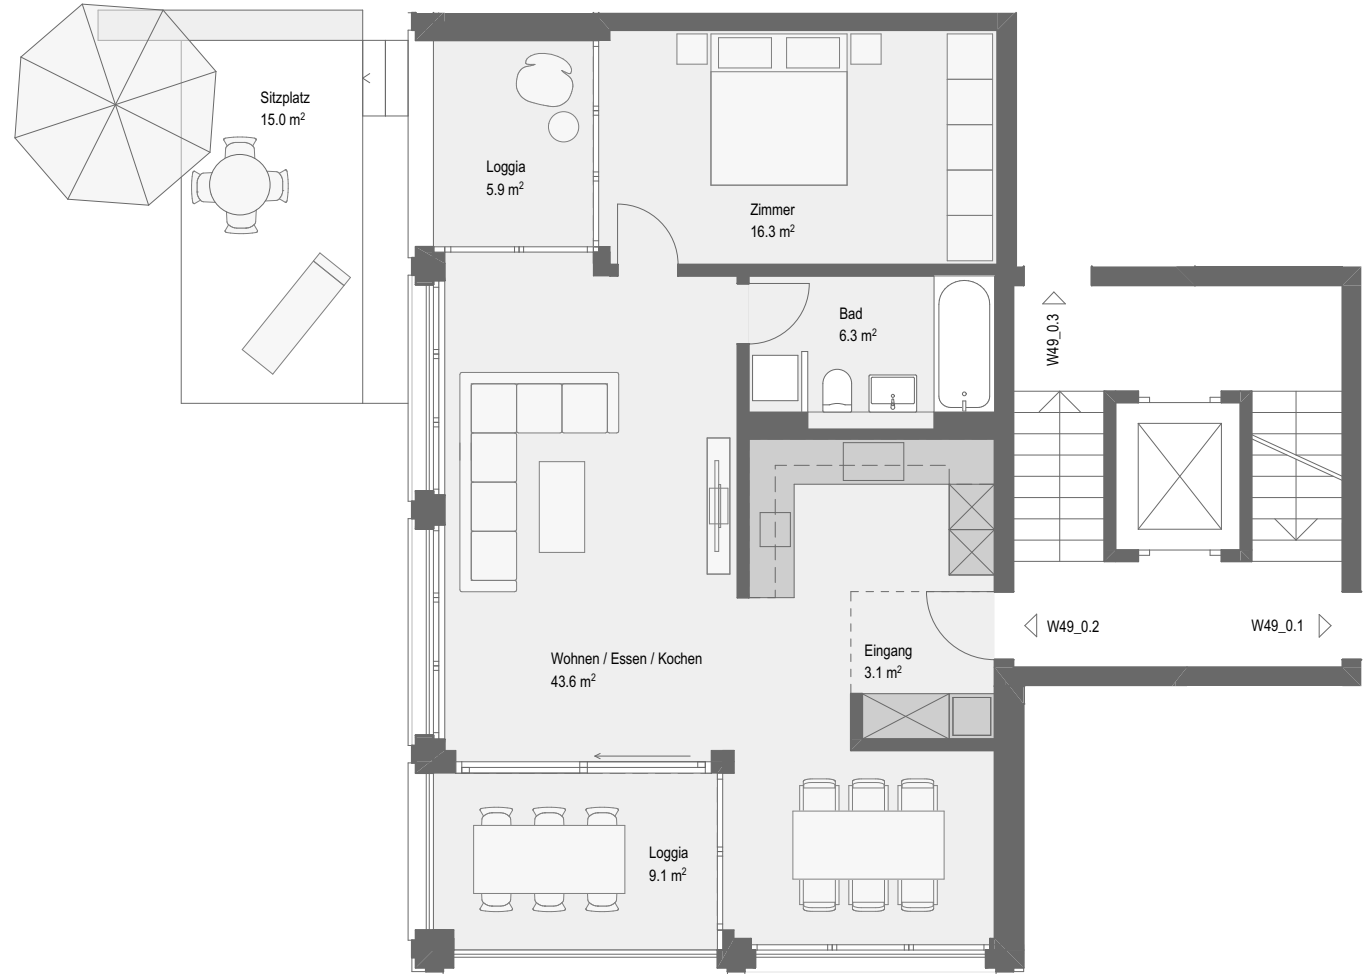 Sitzplatz
15.0 m²
Loggia
5.9 m²
Zimmer
16.3 m²
Bad
6.3 m²
W49_0.3
W49_0.2
W49_0.1
Eingang
3.1 m²
Wohnen / Essen / Kochen
43.6 m²
Loggia
9.1 m²